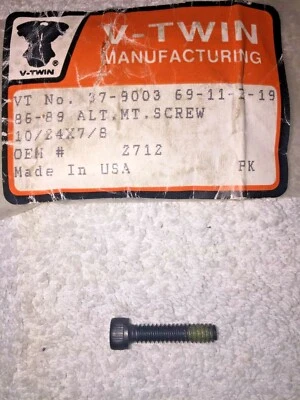 V-TWIN
MANUFACTURING
V-TWIN
VT No. 37-9003 69-11-2-19
86-89 ALT.MT.SCREW
10/24X7/8
OEM # 2712
Made In USA PK